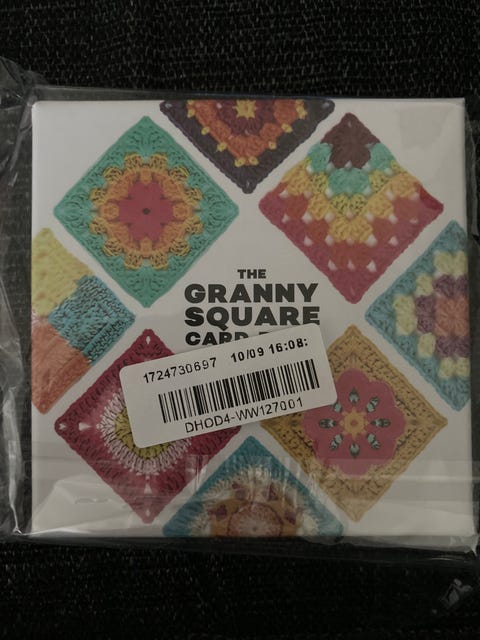 THE
GRANNY
SQUARE
CARD
1724730697 10/09 16:08:
DHOD4-WW127001